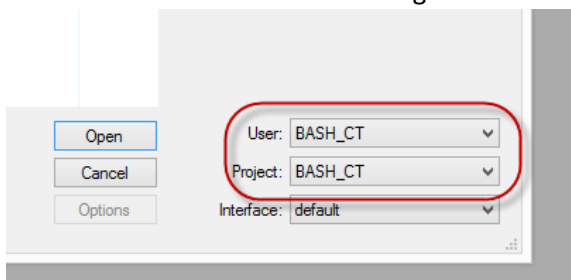 Open User: BASH_CT
Cancel Project: BASH_CT
Options Interface: default